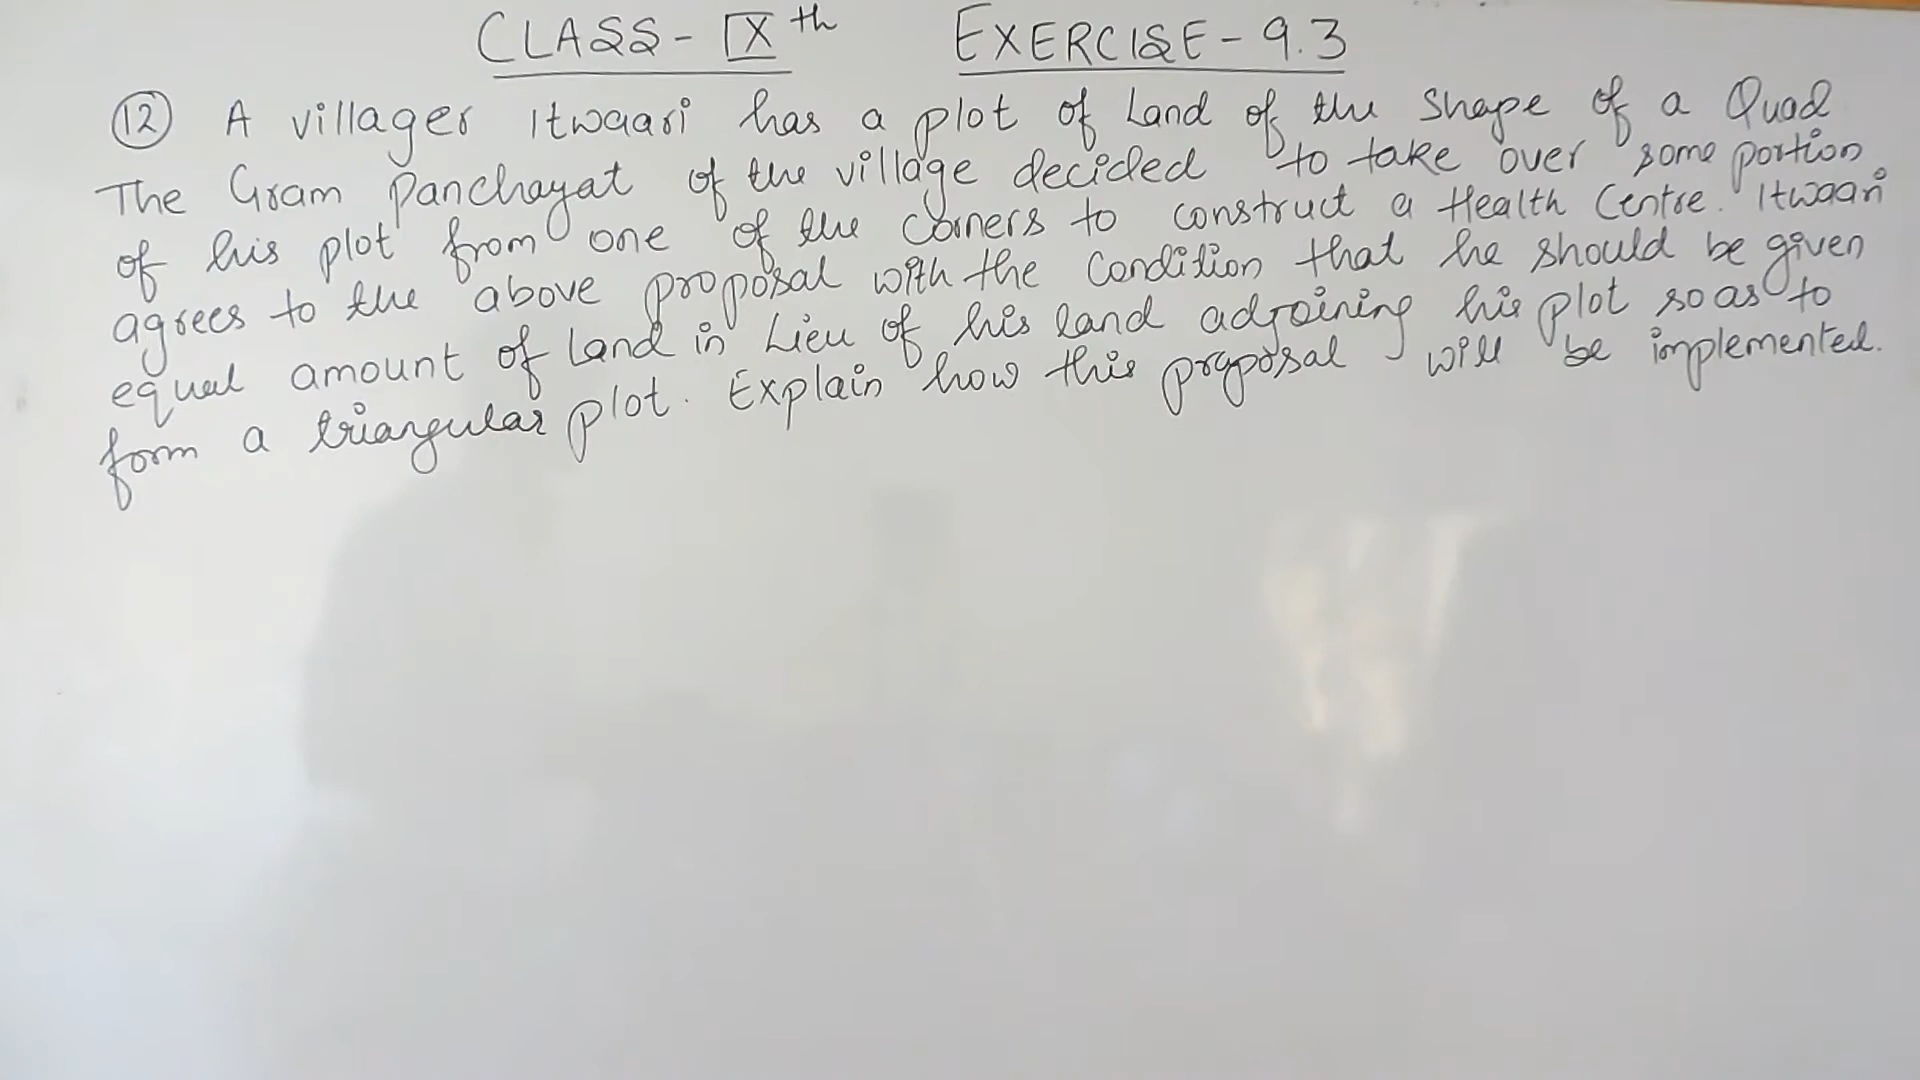 CLASS - IXth EXERCISE - 9.3
(12) A villager Itwaari has a plot of Land of the shape of a Quad
The Gram Panchayat of the village decided to take over some portion
of his plot from one of the corners to construct a Health Centre. Itwaari
agrees to the above proposal with the condition that he should be given
equal amount of land in Lieu of his land adjoining his plot so as to
form a triangular plot. Explain how this proposal will be implemented.